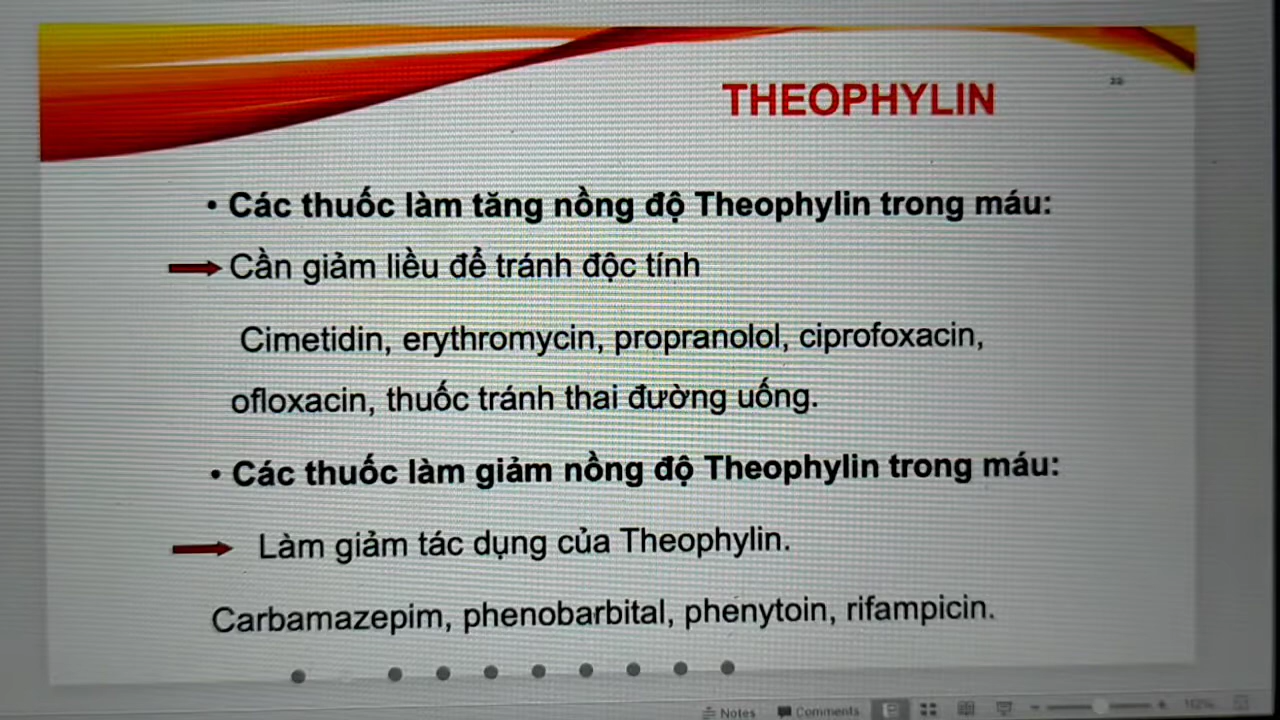 THEOPHYLIN
• Các thuốc làm tăng nồng độ Theophylin trong máu:
Cần giảm liều để tránh độc tính
Cimetidin, erythromycin, propranolol, ciprofoxacin,
ofloxacin, thuốc tránh thai đường uống.
• Các thuốc làm giảm nồng độ Theophylin trong máu:
Làm giảm tác dụng của Theophylin.
Carbamazepim, phenobarbital, phenytoin, rifampicin.
Notes Comments